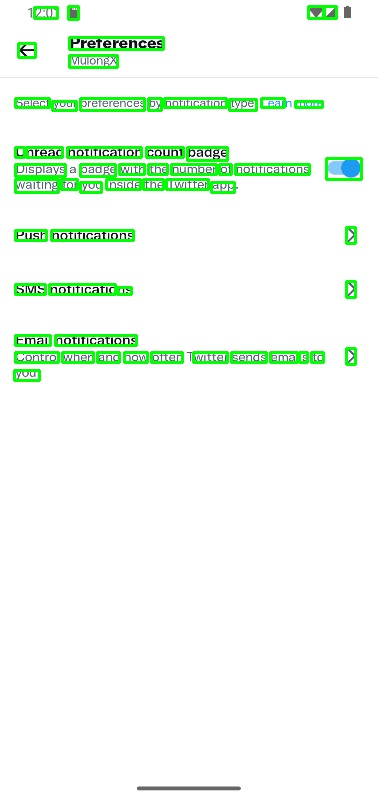 12:01
Preferences
MulongX
Select your preferences by notification type. Learn more
Unread notification count badge
Displays a badge with the number of notifications
waiting for you inside the Twitter app.
Push notifications
SMS notifications
Email notifications
Control when and how often Twitter sends emails to
you.